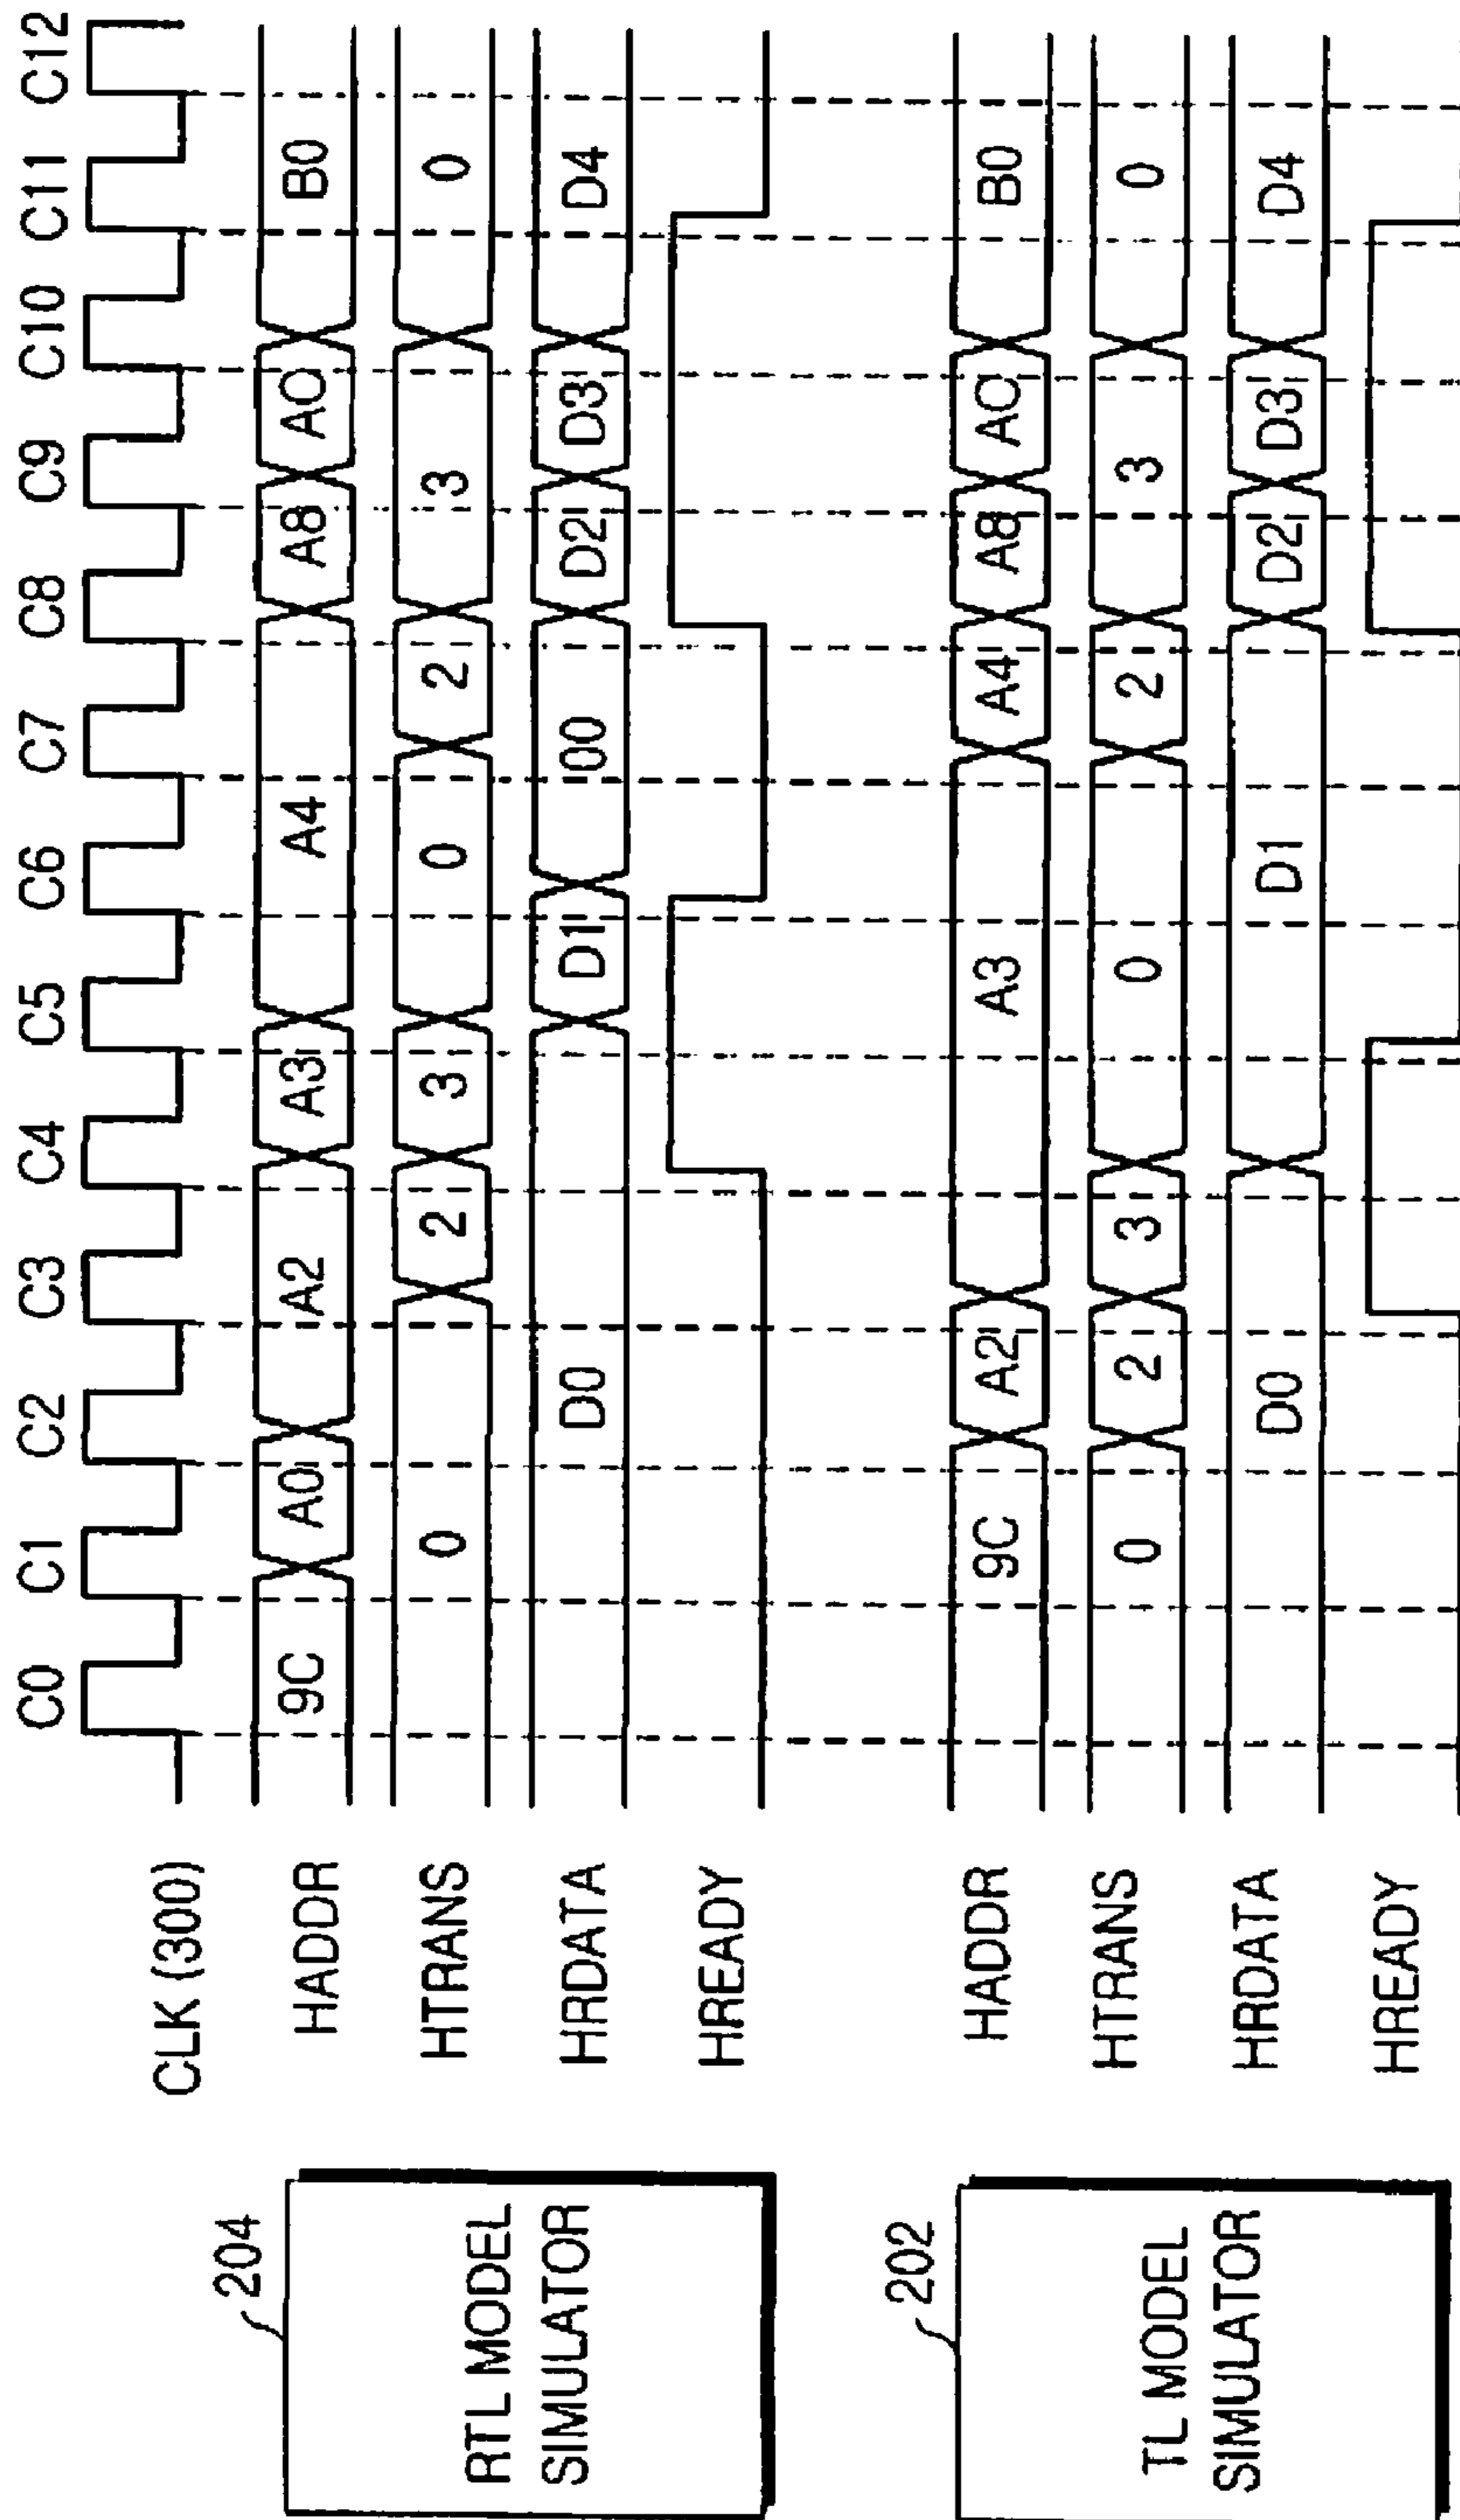 C0 C1 C2 C3 C4 C5 C6 C7 C8 C9 C10 C11 C12
CLK (300)
204
RTL MODEL
SIMULATOR
HADDR 9C A0 A2 A3 A4 A8 AC B0
HTRANS 0 2 3 0 2 3 0
HRDATA D0 D1 00 D2 D3 D4
HREADY
202
TL MODEL
SIMULATOR
HADDR 9C A2 A3 A4 A8 AC B0
HTRANS 0 2 3 0 2 3 0
HRDATA D0 D1 D2 D3 D4
HREADY